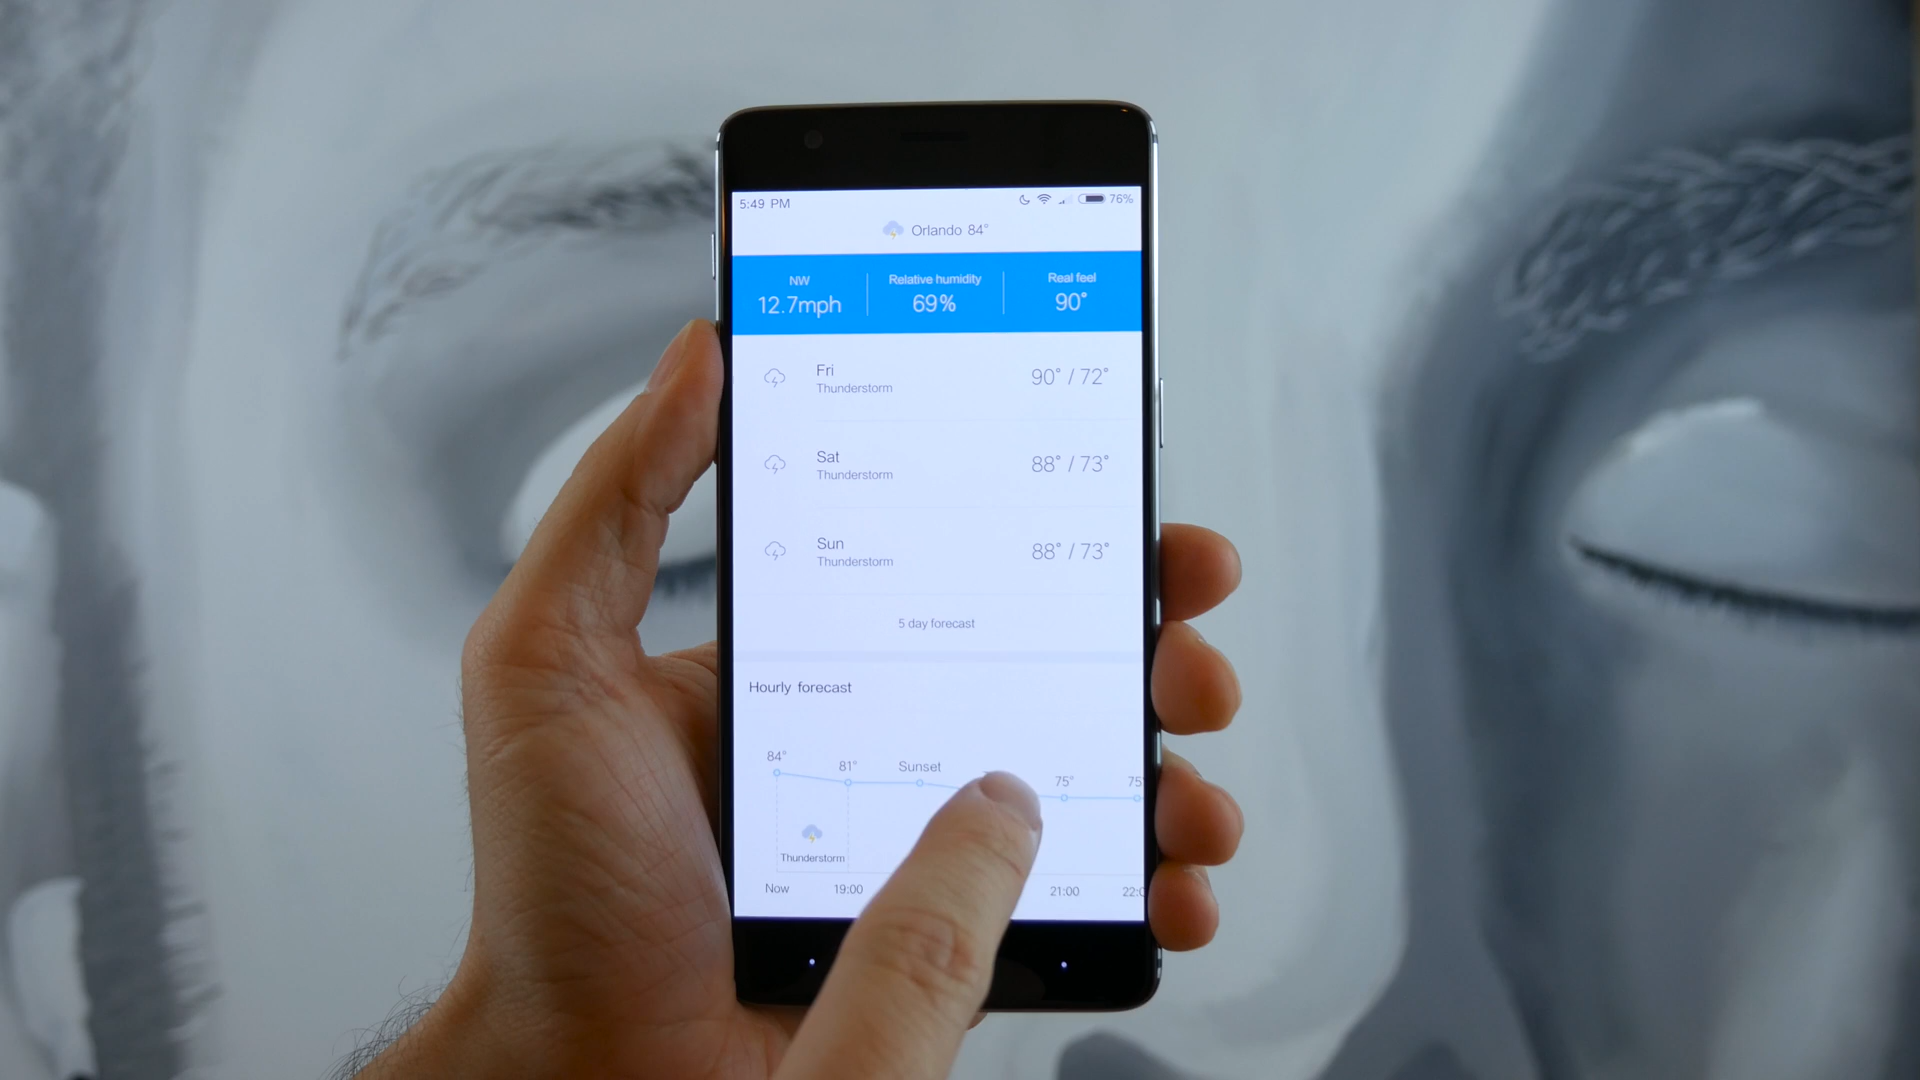 5:49 PM 76%
Orlando 84°
NW Relative humidity Real feel
12.7mph 69% 90°
Fri
Thunderstorm
90° / 72°
Sat
Thunderstorm
88° / 73°
Sun
Thunderstorm
88° / 73°
5 day forecast
Hourly forecast
84° 81° Sunset 75° 75
Thunderstorm
Now 19:00 21:00